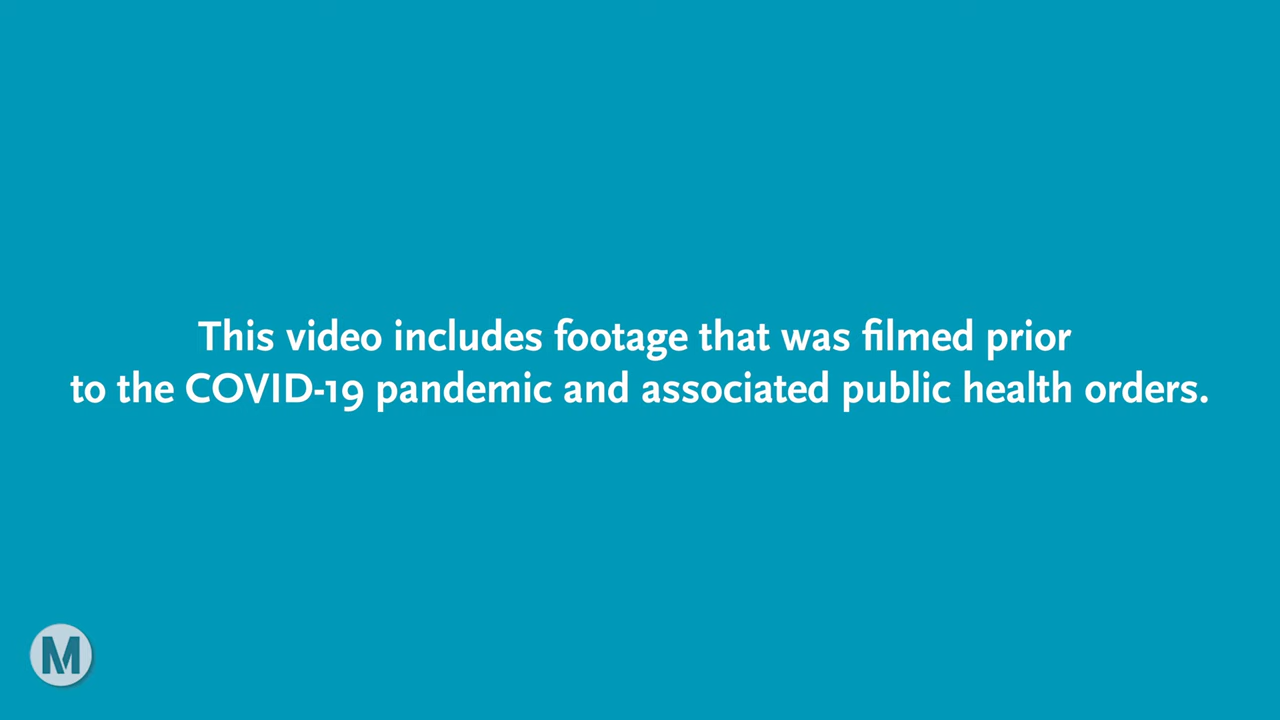 This video includes footage that was filmed prior
to the COVID-19 pandemic and associated public health orders.
M